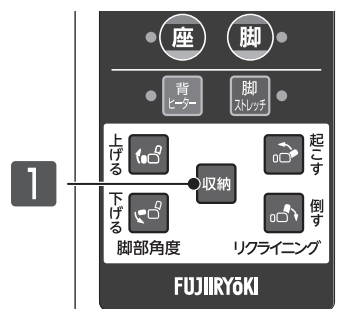 座 脚
背
ヒーター
脚
ストレッチ
上げる
起こす
1
収納
下げる
倒す
脚部角度 リクライニング
FUJIIRYOKI